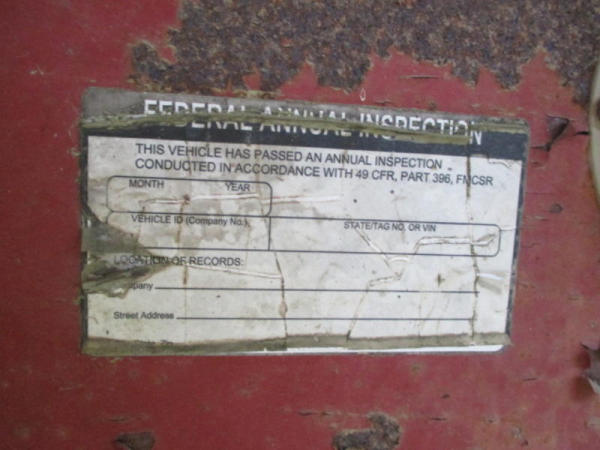 FEDERAL ANNUAL INSPECTION
THIS VEHICLE HAS PASSED AN ANNUAL INSPECTION
CONDUCTED IN ACCORDANCE WITH 49 CFR, PART 396, FMCSR
MONTH YEAR
VEHICLE ID (Company No.) STATE/TAG NO. OR VIN
LOCATION OF RECORDS:
mpany
Street Address